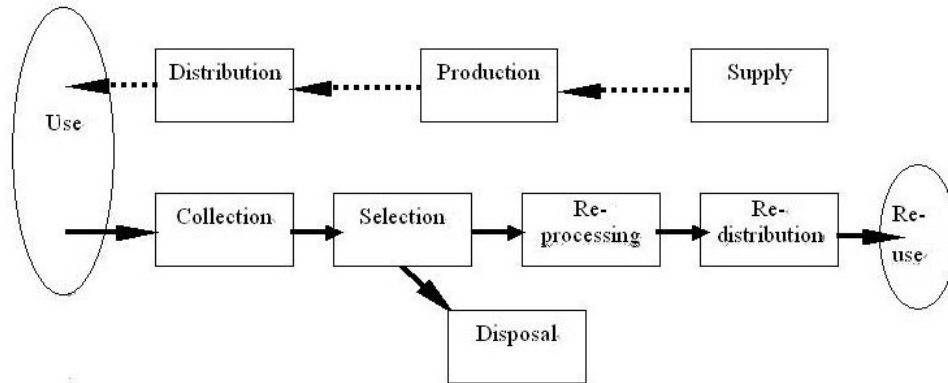 Distribution
Production
Supply
Use
Collection
Selection
Re-
processing
Re-
distribution
Re-
use
Disposal